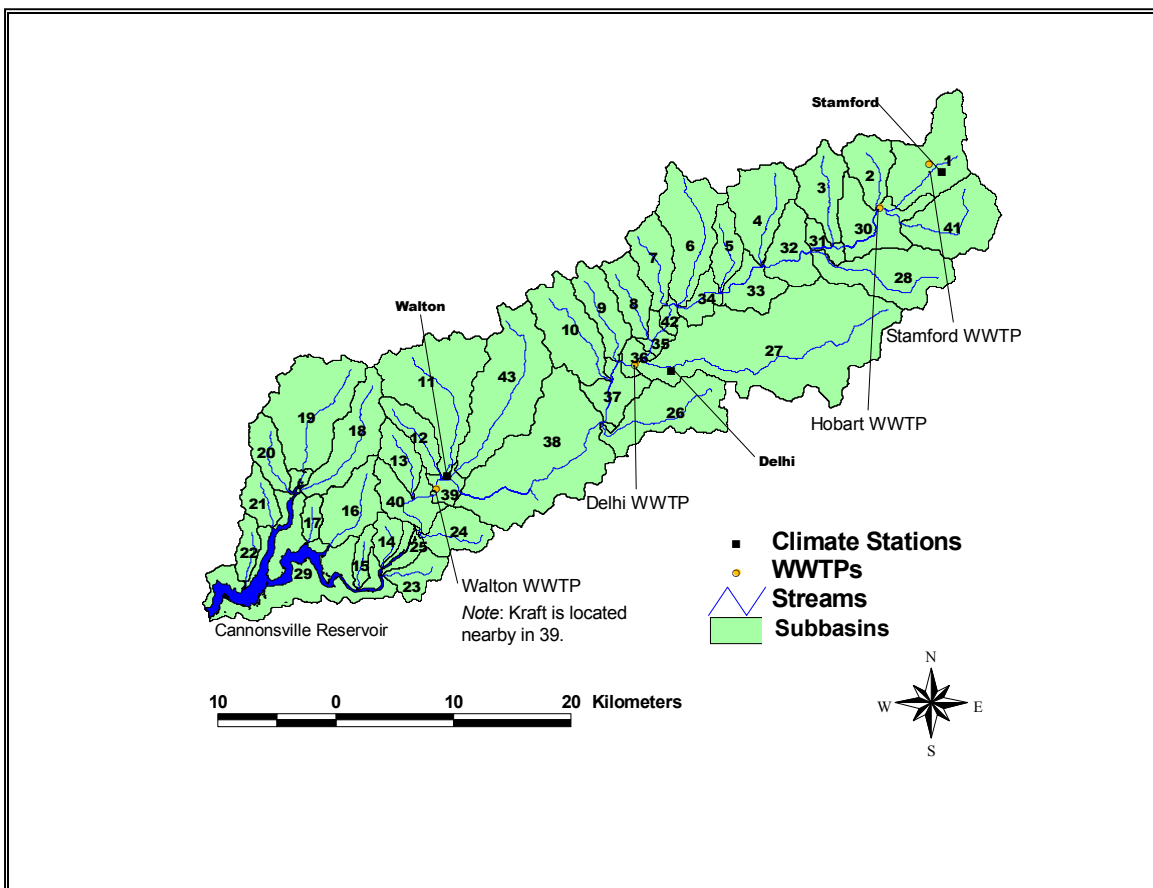 Stamford
1
2
3
41
30
4
31
32
5
6
28
7
33
34
8
9
42
Walton
10
35
Stamford WWTP
36
27
43
11
37
26
Hobart WWTP
19
18
38
12
Delhi
20
13
39
Delhi WWTP
21
40
16
17
24
14
25
22
15
29
23
Climate Stations
WWTPs
Streams
Subbasins
Walton WWTP
Note: Kraft is located
nearby in 39.
Cannonsville Reservoir
N
W
E
S
10 0 10 20 Kilometers